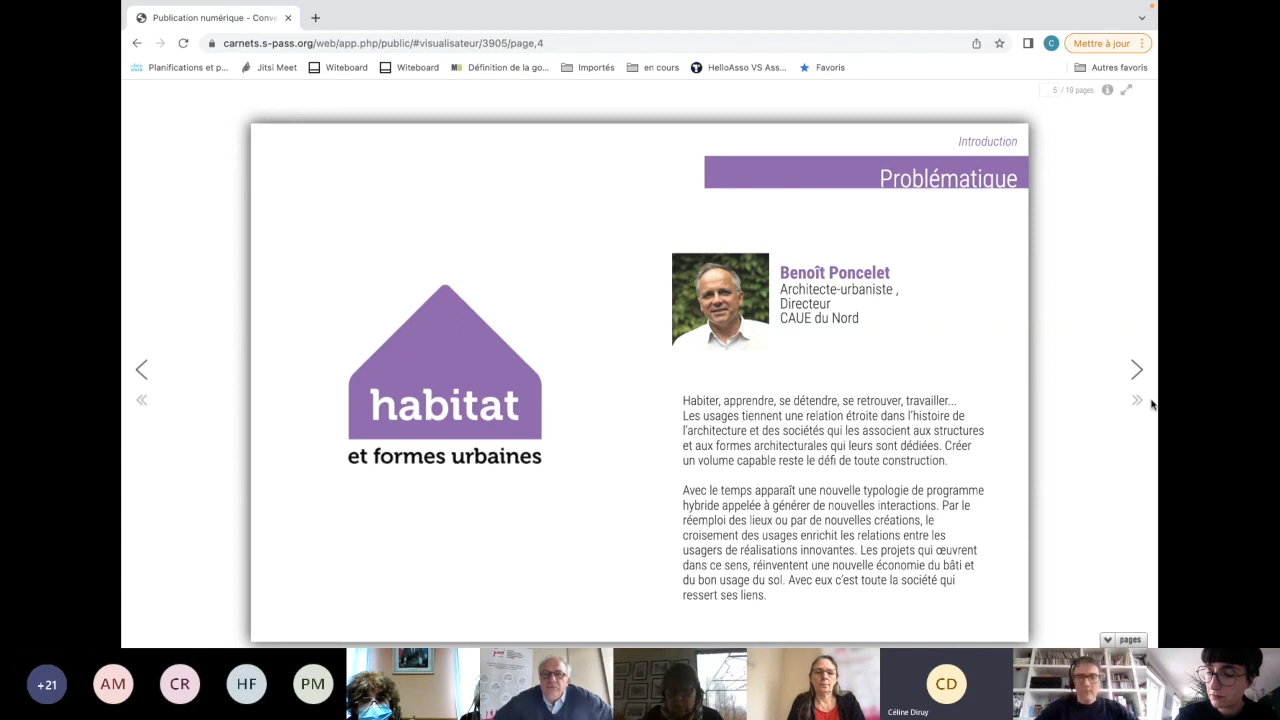 Publication numérique - Conve
carnets.s-pass.org/web/app.php/public/#visualisateur/3905/page,4
C
Mettre à jour
Planifications et p...
Jitsi Meet
Witeboard
Witeboard
Définition de la go...
Importés
en cours
HelloAsso VS Ass...
Favoris
Autres favoris
5 / 19 pages
Introduction
Problématique
Benoît Poncelet
Architecte-urbaniste ,
Directeur
CAUE du Nord
habitat
et formes urbaines
Habiter, apprendre, se détendre, se retrouver, travailler...
Les usages tiennent une relation étroite dans l'histoire de
l'architecture et des sociétés qui les associent aux structures
et aux formes architecturales qui leurs sont dédiées. Créer
un volume capable reste le défi de toute construction.
Avec le temps apparaît une nouvelle typologie de programme
hybride appelée à générer de nouvelles interactions. Par le
réemploi des lieux ou par de nouvelles créations, le
croisement des usages enrichit les relations entre les
usagers de réalisations innovantes. Les projets qui œuvrent
dans ce sens, réinventent une nouvelle économie du bâti et
du bon usage du sol. Avec eux c'est toute la société qui
ressert ses liens.
pages
+21
AM
CR
HF
PM
CD
Céline Diruy